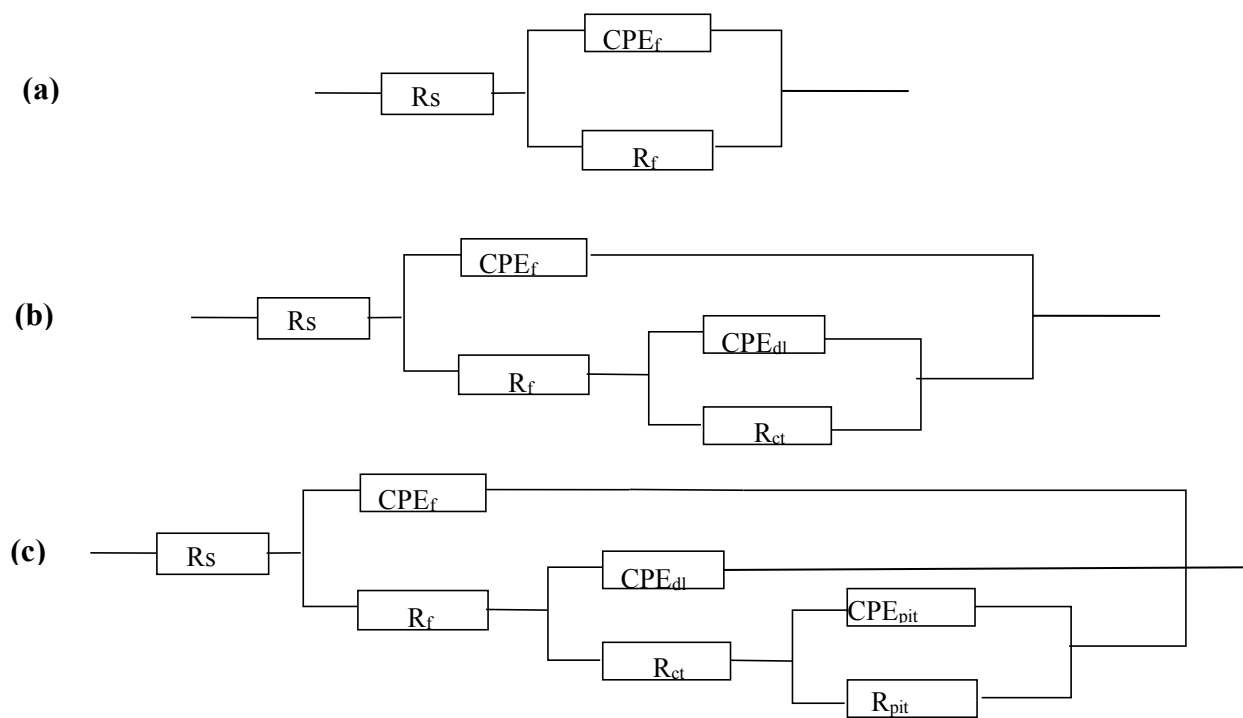 CPEf
(a)
Rs
Rf
CPEf
(b)
Rs
CPEdl
Rf
Rct
CPEf
(c)
Rs
CPEdl
Rf
CPEpit
Rct
Rpit